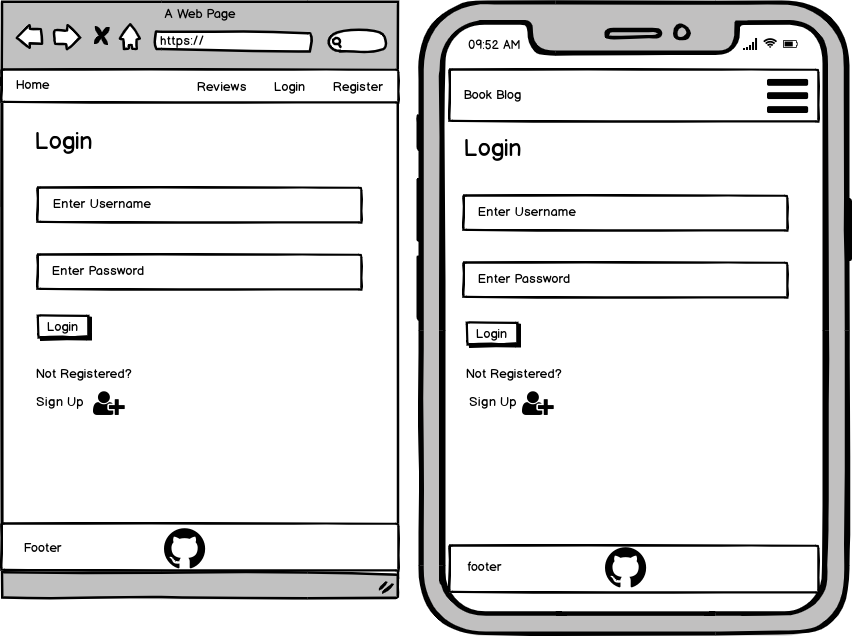 A Web Page
https://
Home Reviews Login Register
Login
Enter Username
Enter Password
Login
Not Registered?
Sign Up
Footer
09:52 AM
Book Blog
Login
Enter Username
Enter Password
Login
Not Registered?
Sign Up
footer